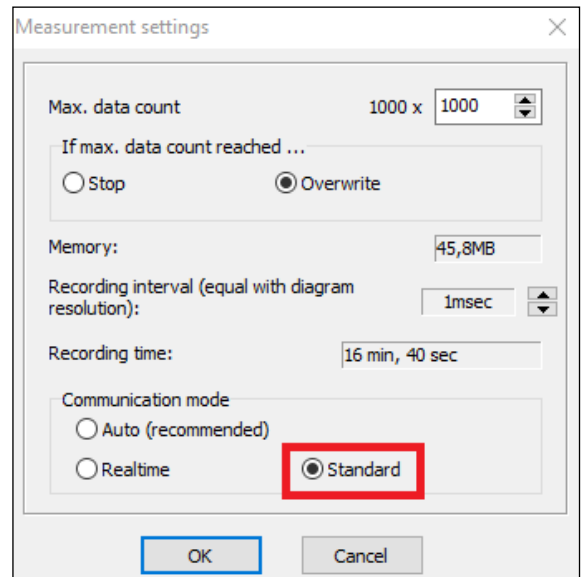 Measurement settings
Max. data count 1000 x 1000
If max. data count reached ...
Stop Overwrite
Memory: 45,8MB
Recording interval (equal with diagram
resolution): 1msec
Recording time: 16 min, 40 sec
Communication mode
Auto (recommended)
Realtime Standard
OK Cancel